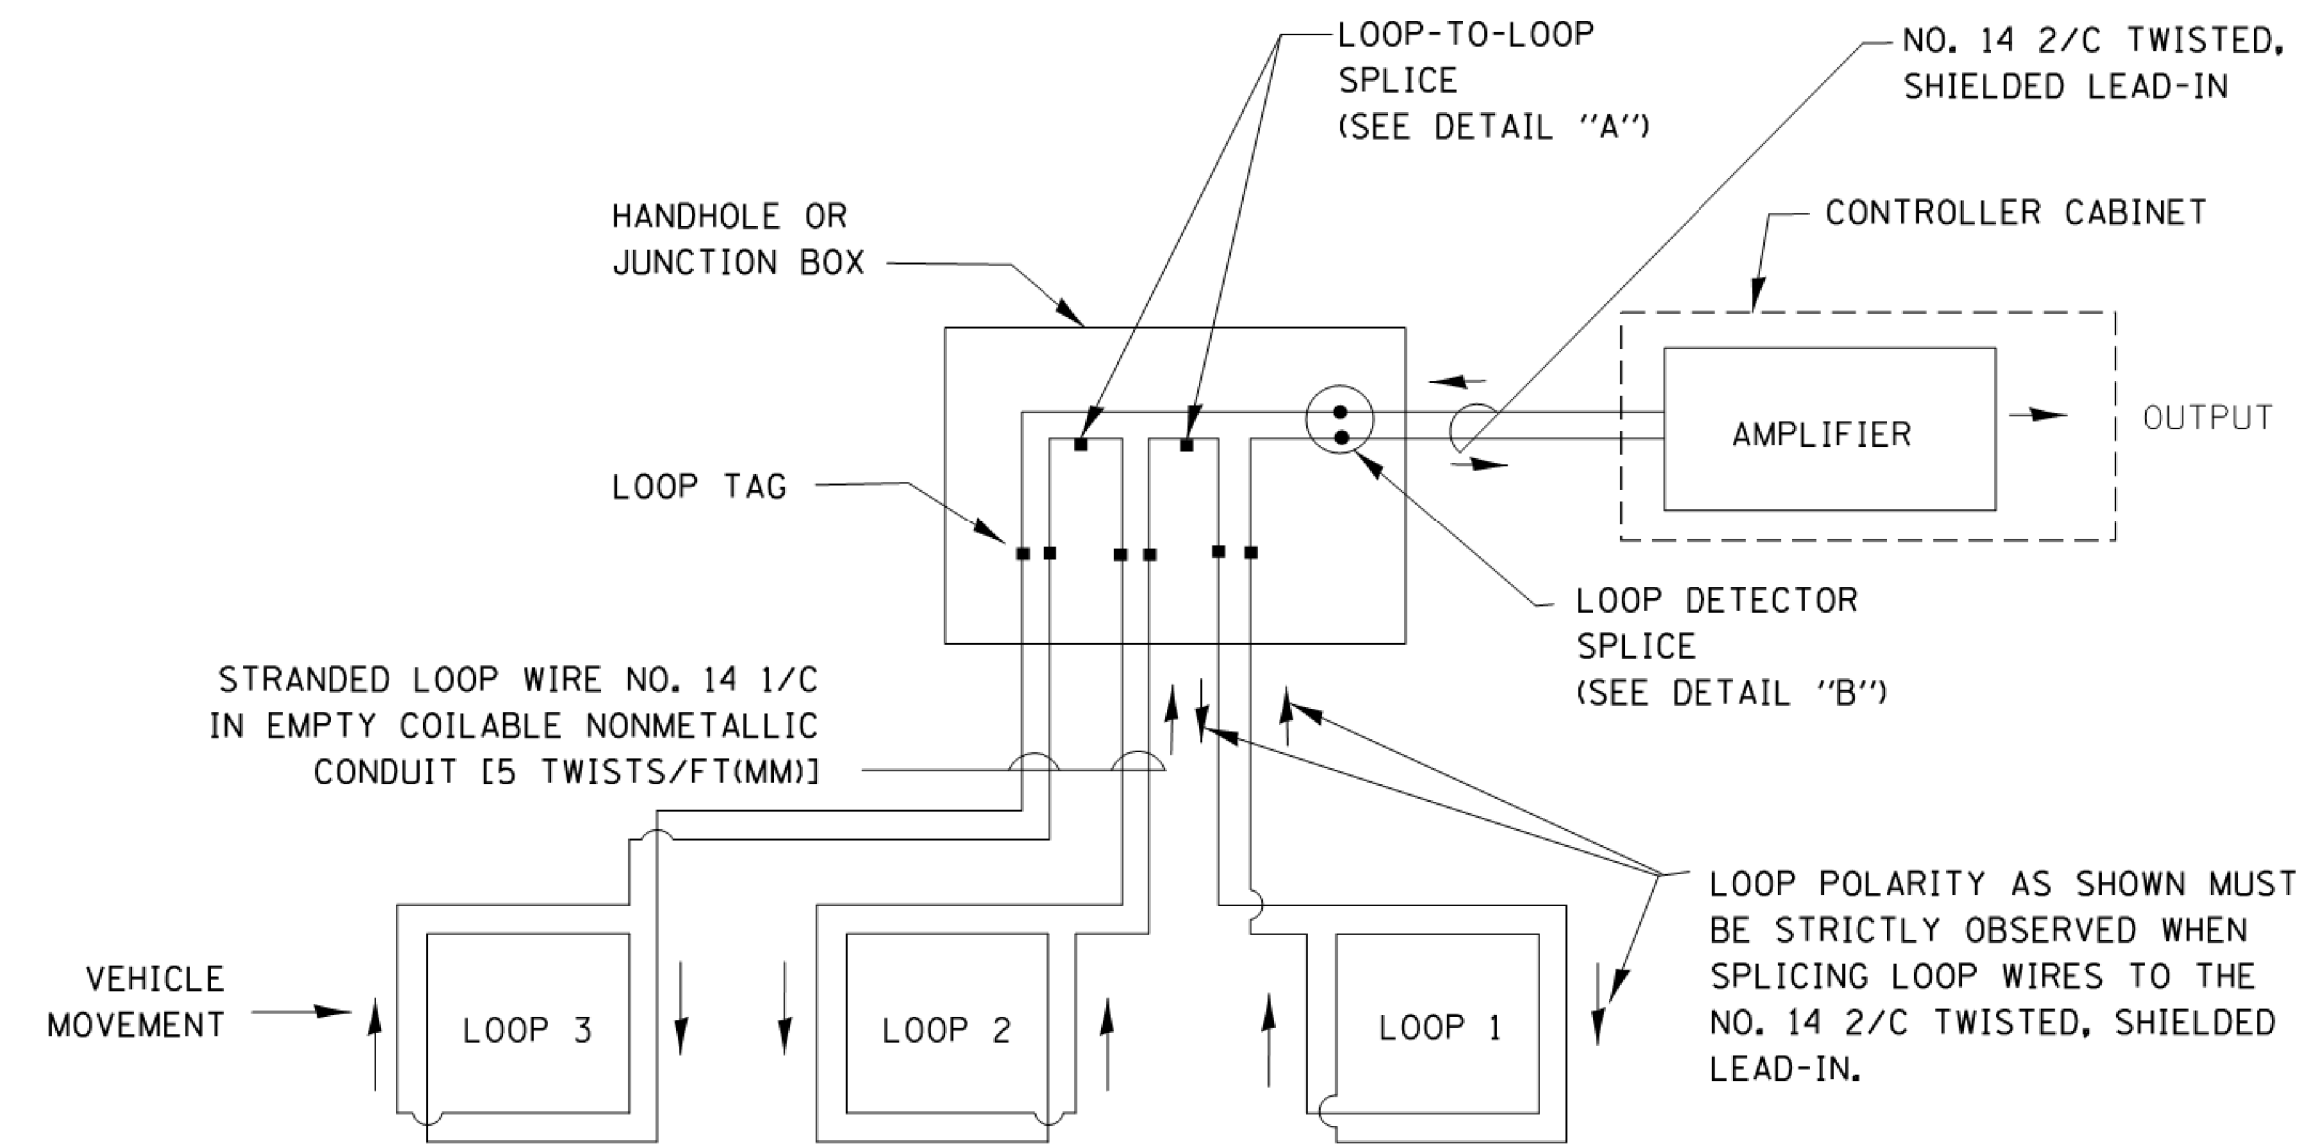 LOOP-TO-LOOP
SPLICE
(SEE DETAIL "A")
NO. 14 2/C TWISTED,
SHIELDED LEAD-IN
HANDHOLE OR
JUNCTION BOX
CONTROLLER CABINET
AMPLIFIER
OUTPUT
LOOP TAG
LOOP DETECTOR
SPLICE
(SEE DETAIL "B")
STRANDED LOOP WIRE NO. 14 1/C
IN EMPTY COILABLE NONMETALLIC
CONDUIT [5 TWISTS/FT(MM)]
LOOP POLARITY AS SHOWN MUST
BE STRICTLY OBSERVED WHEN
SPLICING LOOP WIRES TO THE
NO. 14 2/C TWISTED, SHIELDED
LEAD-IN.
VEHICLE
MOVEMENT
LOOP 3
LOOP 2
LOOP 1